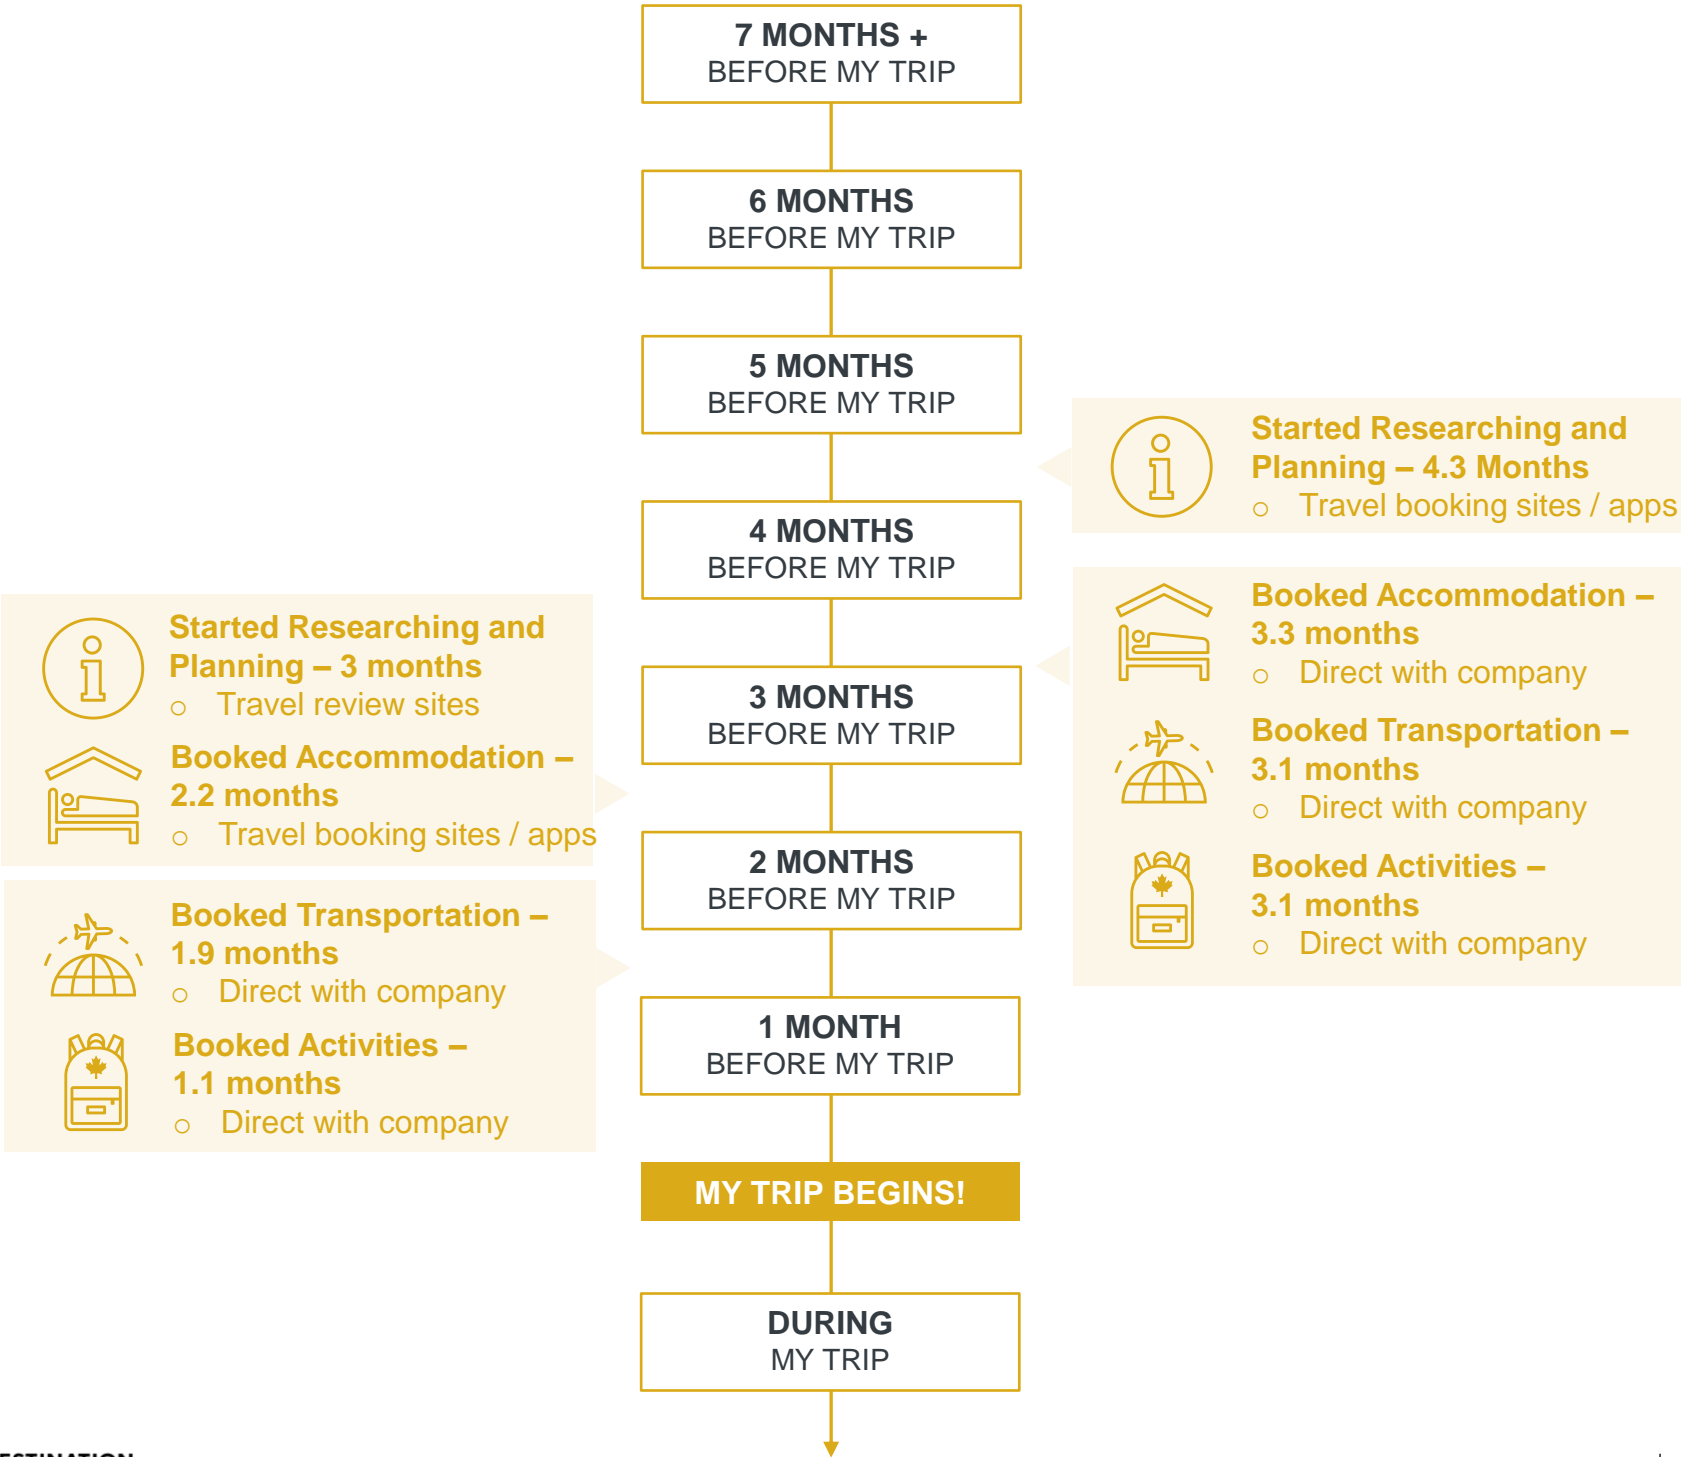 7 MONTHS +
BEFORE MY TRIP
6 MONTHS
BEFORE MY TRIP
5 MONTHS
BEFORE MY TRIP
4 MONTHS
BEFORE MY TRIP
3 MONTHS
BEFORE MY TRIP
2 MONTHS
BEFORE MY TRIP
1 MONTH
BEFORE MY TRIP
MY TRIP BEGINS!
DURING
MY TRIP
Started Researching and
Planning – 3 months
o Travel review sites
Booked Accommodation –
2.2 months
o Travel booking sites / apps
Booked Transportation –
1.9 months
o Direct with company
Booked Activities –
1.1 months
o Direct with company
Started Researching and
Planning – 4.3 Months
o Travel booking sites / apps
Booked Accommodation –
3.3 months
o Direct with company
Booked Transportation –
3.1 months
o Direct with company
Booked Activities –
3.1 months
o Direct with company